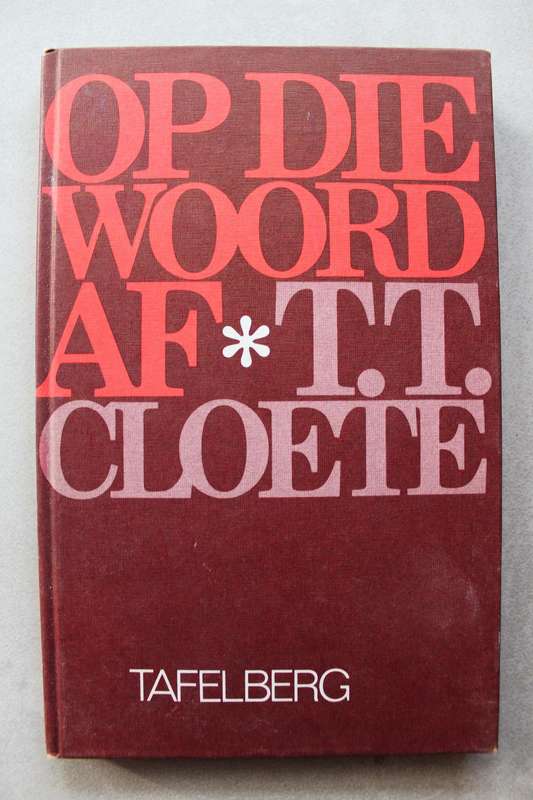 OP DIE
WOORD
AF * T.T.
CLOETE
TAFELBERG